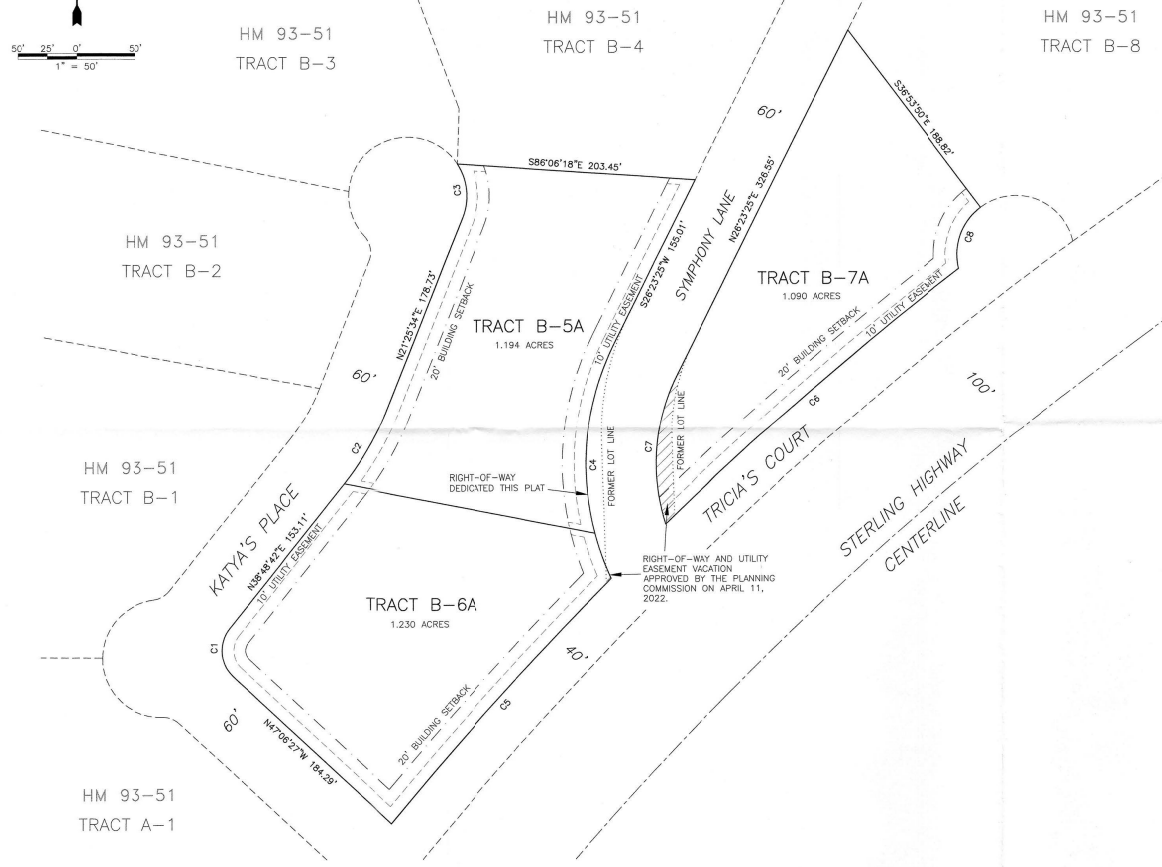 HM 93-51
TRACT B-3
HM 93-51
TRACT B-4
HM 93-51
TRACT B-8
50' 25' 0' 50'
1" = 50'
60'
S36°53'50"E 188.82'
S86°06'18"E 203.45'
C3
N26°23'25"E 326.55'
SYMPHONY LANE
S26°23'25"W 155.01'
C8
HM 93-51
TRACT B-2
TRACT B-7A
1.090 ACRES
N21°25'34"E 178.73'
20' BUILDING SETBACK
TRACT B-5A
1.194 ACRES
10' UTILITY EASEMENT
20' BUILDING SETBACK
10' UTILITY EASEMENT
60'
C6
100'
C2
C4
FORMER LOT LINE
C7
FORMER LOT LINE
HM 93-51
TRACT B-1
RIGHT-OF-WAY
DEDICATED THIS PLAT
TRICIA'S COURT
STERLING HIGHWAY
CENTERLINE
KATYA'S PLACE
N38°48'42"E 153.11'
10' UTILITY EASEMENT
RIGHT-OF-WAY AND UTILITY
EASEMENT VACATION
APPROVED BY THE PLANNING
COMMISSION ON APRIL 11,
2022.
TRACT B-6A
1.230 ACRES
C1
40'
60'
N47°06'27"W 184.29'
20' BUILDING SETBACK
C5
HM 93-51
TRACT A-1